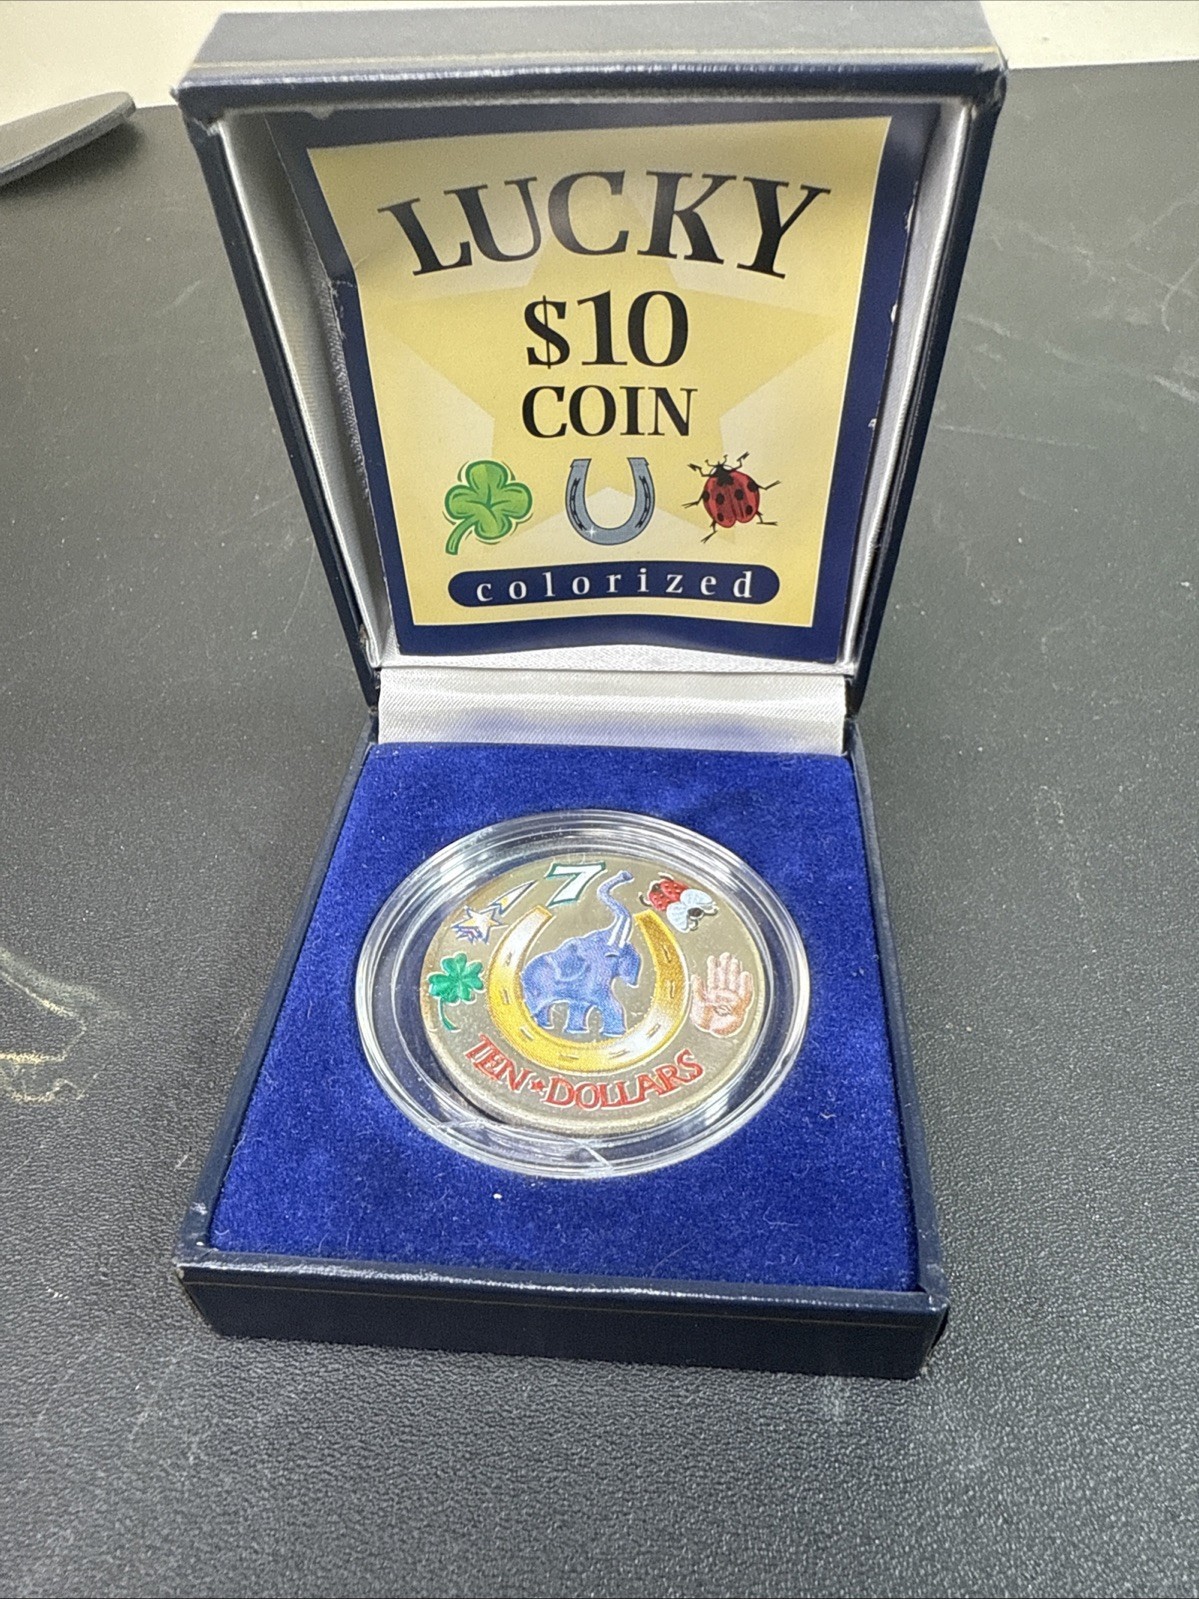 LUCKY
$10
COIN
colorized
7
TEN★DOLLARS